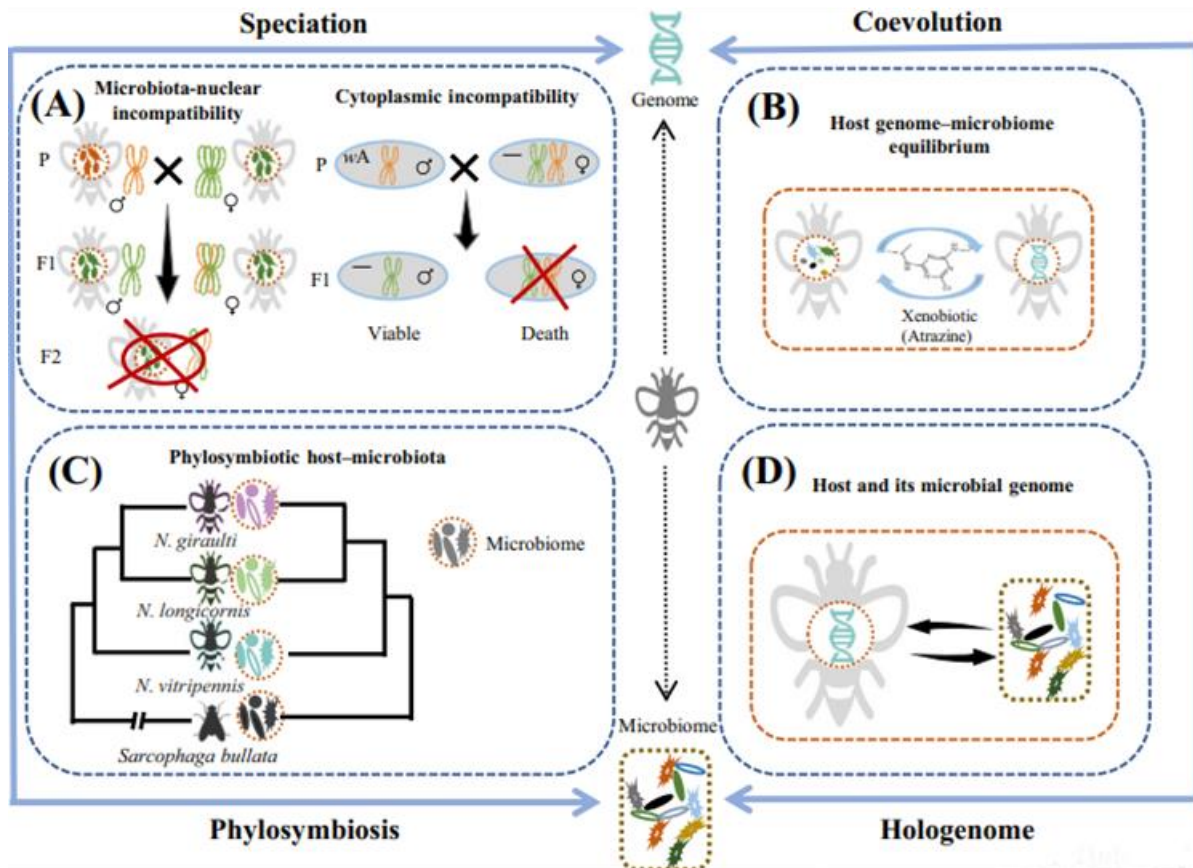 Speciation
Coevolution
Genome
(A)
Microbiota-nuclear
incompatibility
Cytoplasmic incompatibility
P
♂
♀
P
wA
♂
♀
F1
♂
♀
F1
♂
♀
Viable
Death
F2
♀
(B)
Host genome–microbiome
equilibrium
Xenobiotic
(Atrazine)
(C)
Phylosymbiotic host–microbiota
N. giraulti
N. longicornis
N. vitripennis
Sarcophaga bullata
Microbiome
(D)
Host and its microbial genome
Microbiome
Phylosymbiosis
Hologenome